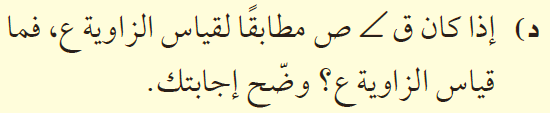 د) إذا كان ق ∠ ص مطابقًا لقياس الزاوية ع، فما
قياس الزاوية ع؟ وضّح إجابتك.